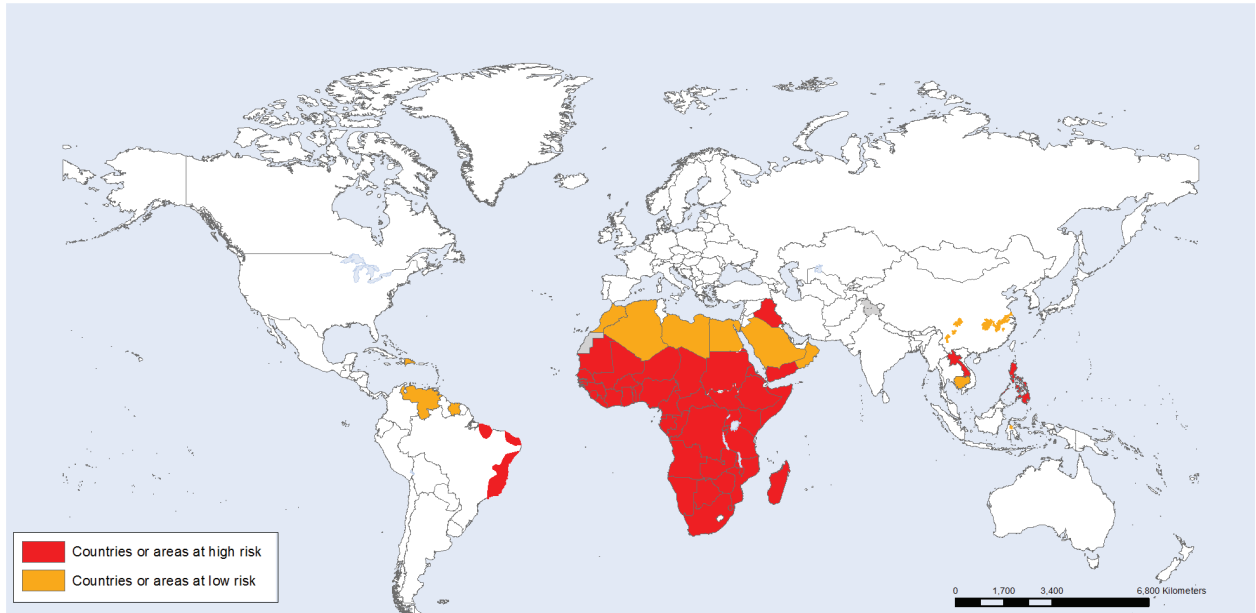 Countries or areas at high risk
Countries or areas at low risk
0 1,700 3,400 6,800 Kilometers